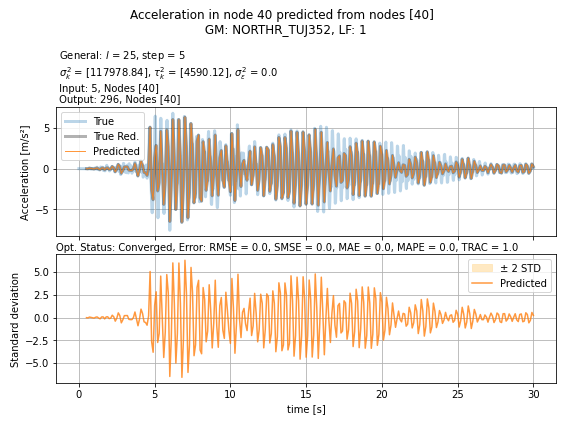 Acceleration in node 40 predicted from nodes [40]
GM: NORTHR_TUJ352, LF: 1
General: l = 25, step = 5
σ²ₖ = [117978.84], τ²ₖ = [4590.12], σ²ε = 0.0
Input: 5, Nodes [40]
Output: 296, Nodes [40]
True
True Red.
Predicted
Acceleration [m/s²]
5
0
−5
Opt. Status: Converged, Error: RMSE = 0.0, SMSE = 0.0, MAE = 0.0, MAPE = 0.0, TRAC = 1.0
± 2 STD
Predicted
Standard deviation
5.0
2.5
0.0
−2.5
−5.0
0 5 10 15 20 25 30
time [s]